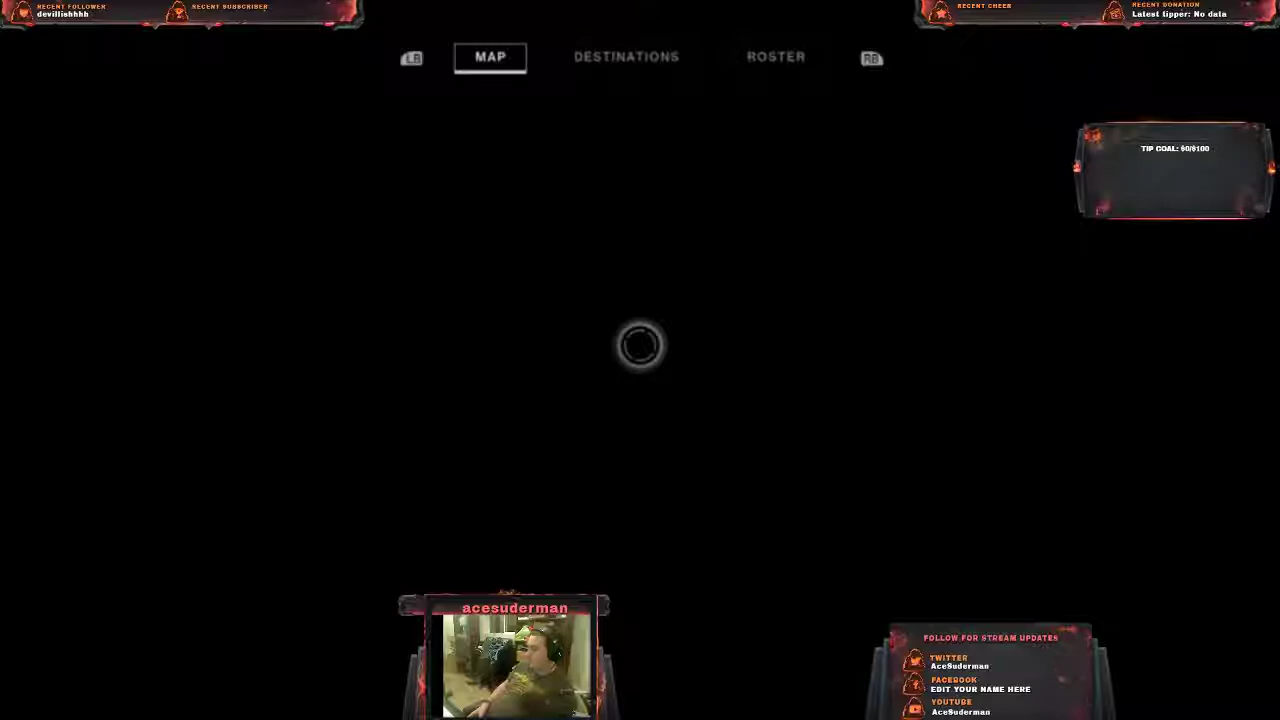 RECENT FOLLOWER
devillishhhh
RECENT SUBSCRIBER
RECENT CHEER
RECENT DONATION
Latest tipper: No data
LB
MAP
DESTINATIONS
ROSTER
RB
TIP GOAL: $0/$100
acesuderman
FOLLOW FOR STREAM UPDATES
TWITTER
AceSuderman
FACEBOOK
EDIT YOUR NAME HERE
YOUTUBE
AceSuderman